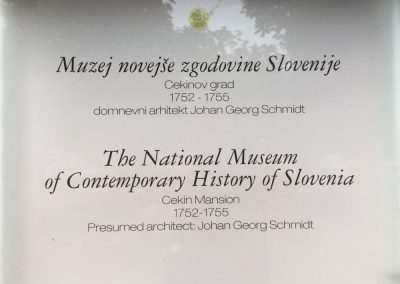 Muzej novejše zgodovine Slovenije
Cekinov grad
1752 - 1755
domnevni arhitekt Johan Georg Schmidt
The National Museum
of Contemporary History of Slovenia
Cekin Mansion
1752-1755
Presumed architect: Johan Georg Schmidt